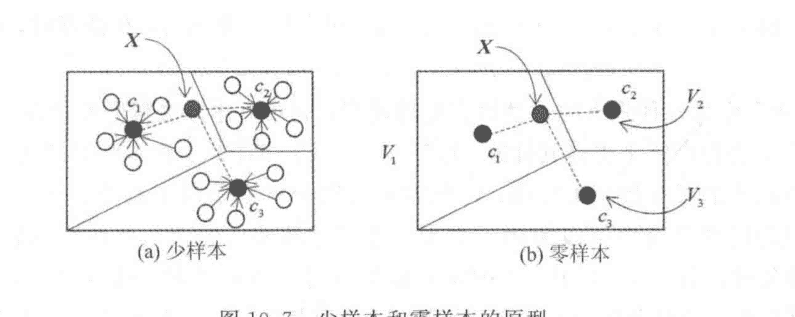 X
X
c₁
c₂
c₃
V₁
c₁
c₂
c₃
V₂
V₃
(a) 少样本
(b) 零样本
图 10-7 少样本和零样本的原型